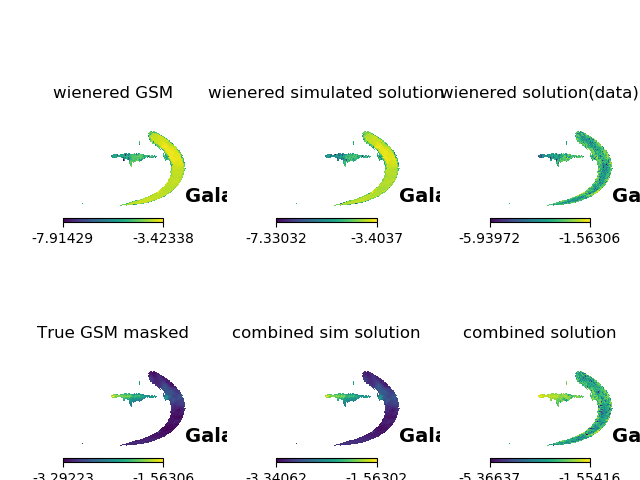 wienered GSM
wienered simulated solution
wienered solution(data)
Gala
Gala
Ga
-7.91429 -3.42338
-7.33032 -3.4037
-5.93972 -1.56306
True GSM masked
combined sim solution
combined solution
Gala
Gala
Ga
-3.29223 -1.56306
-3.34062 -1.56302
-5.36637 -1.55416